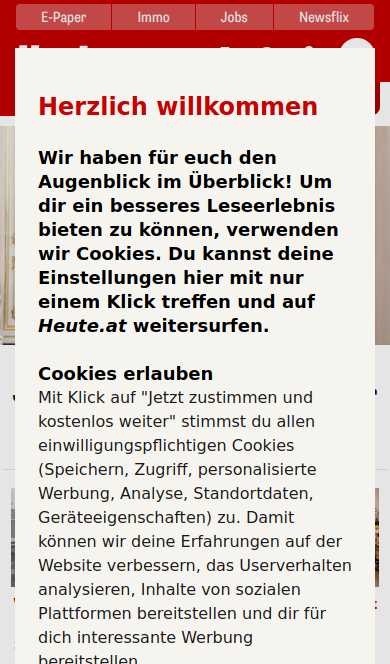 E-Paper Immo Jobs Newsflix
Herzlich willkommen
Wir haben für euch den
Augenblick im Überblick! Um
dir ein besseres Leseerlebnis
bieten zu können, verwenden
wir Cookies. Du kannst deine
Einstellungen hier mit nur
einem Klick treffen und auf
Heute.at weitersurfen.
Cookies erlauben
Mit Klick auf "Jetzt zustimmen und
kostenlos weiter" stimmst du allen
einwilligungspflichtigen Cookies
(Speichern, Zugriff, personalisierte
Werbung, Analyse, Standortdaten,
Geräteeigenschaften) zu. Damit
können wir deine Erfahrungen auf der
Website verbessern, das Userverhalten
analysieren, Inhalte von sozialen
Plattformen bereitstellen und dir für
dich interessante Werbung
bereitstellen